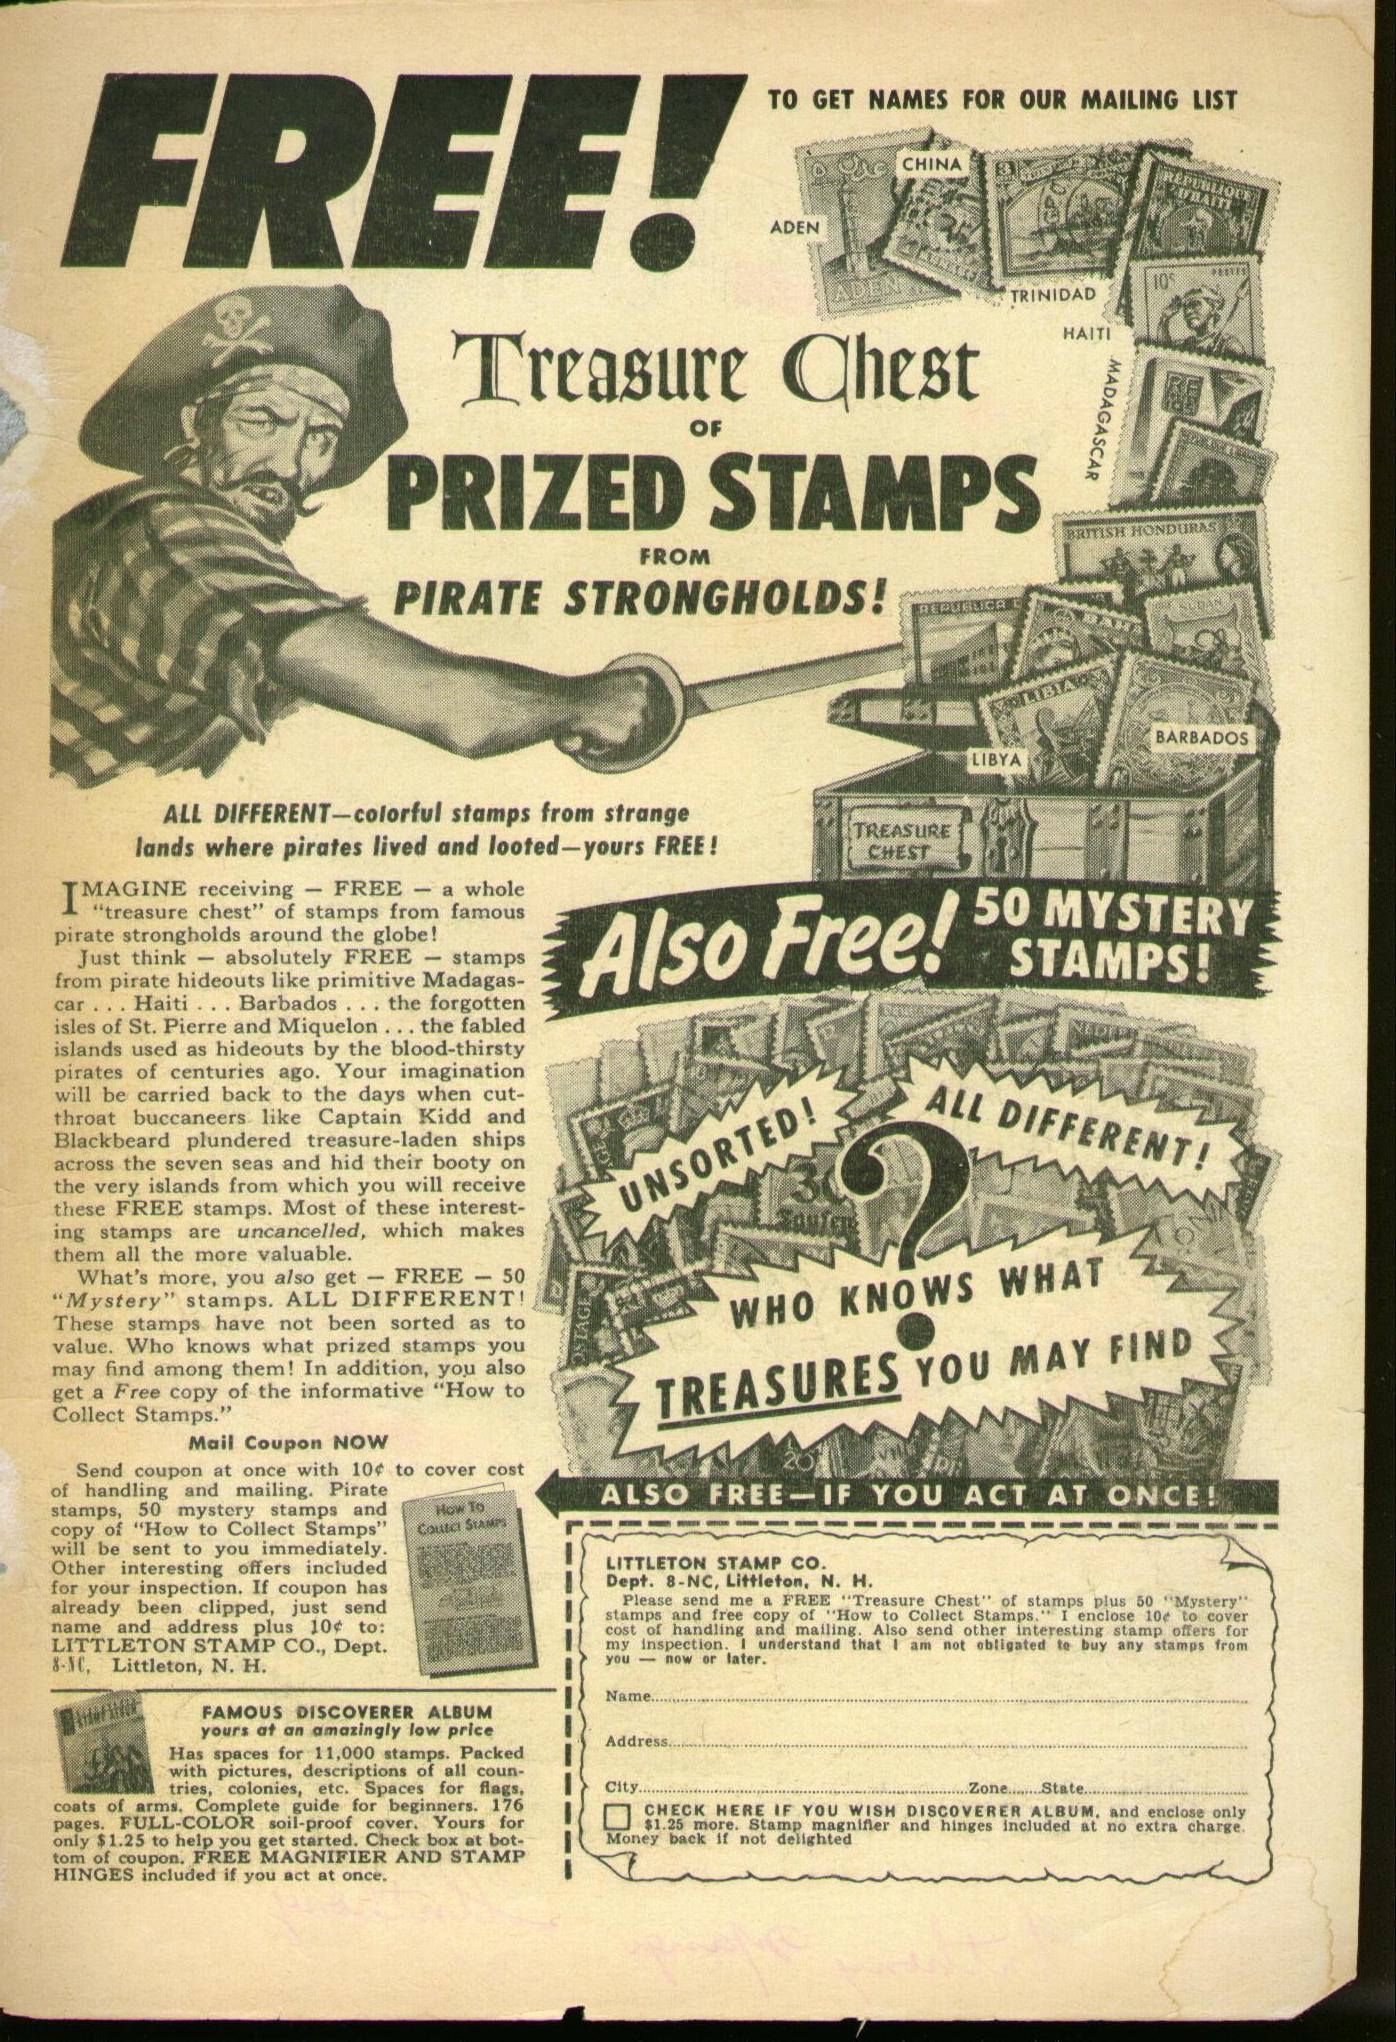 FREE!
TO GET NAMES FOR OUR MAILING LIST
CHINA
ADEN
ADEN
TRINIDAD
RÉPUBLIQUE
D'HAITI
10c
POSTES
HAITI
MADAGASCAR
RF
BRITISH HONDURAS
REPUBLICA
SUDAN
LIBIA
LIBYA
BARBADOS
TREASURE
CHEST
Treasure Chest
OF
PRIZED STAMPS
FROM
PIRATE STRONGHOLDS!
ALL DIFFERENT—colorful stamps from strange
lands where pirates lived and looted—yours FREE!
IMAGINE receiving — FREE — a whole
"treasure chest" of stamps from famous
pirate strongholds around the globe!
Just think — absolutely FREE — stamps
from pirate hideouts like primitive Madagas-
car . . . Haiti . . . Barbados . . . the forgotten
isles of St. Pierre and Miquelon . . . the fabled
islands used as hideouts by the blood-thirsty
pirates of centuries ago. Your imagination
will be carried back to the days when cut-
throat buccaneers like Captain Kidd and
Blackbeard plundered treasure-laden ships
across the seven seas and hid their booty on
the very islands from which you will receive
these FREE stamps. Most of these interest-
ing stamps are uncancelled, which makes
them all the more valuable.
What's more, you also get — FREE — 50
"Mystery" stamps. ALL DIFFERENT!
These stamps have not been sorted as to
value. Who knows what prized stamps you
may find among them! In addition, you also
get a Free copy of the informative "How to
Collect Stamps."
Mail Coupon NOW
Send coupon at once with 10¢ to cover cost
of handling and mailing. Pirate
stamps, 50 mystery stamps and
copy of "How to Collect Stamps"
will be sent to you immediately.
Other interesting offers included
for your inspection. If coupon has
already been clipped, just send
name and address plus 10¢ to:
LITTLETON STAMP CO., Dept.
8-NC, Littleton, N. H.
How To
COLLECT STAMPS
FAMOUS DISCOVERER ALBUM
yours at an amazingly low price
Has spaces for 11,000 stamps. Packed
with pictures, descriptions of all coun-
tries, colonies, etc. Spaces for flags,
coats of arms. Complete guide for beginners. 176
pages. FULL-COLOR soil-proof cover. Yours for
only $1.25 to help you get started. Check box at bot-
tom of coupon. FREE MAGNIFIER AND STAMP
HINGES included if you act at once.
Also Free! 50 MYSTERY
STAMPS!
UNSORTED!
ALL DIFFERENT!
?
WHO KNOWS WHAT
TREASURES YOU MAY FIND
ALSO FREE—IF YOU ACT AT ONCE!
LITTLETON STAMP CO.
Dept. 8-NC, Littleton, N. H.
Please send me a FREE "Treasure Chest" of stamps plus 50 "Mystery"
stamps and free copy of "How to Collect Stamps." I enclose 10¢ to cover
cost of handling and mailing. Also send other interesting stamp offers for
my inspection. I understand that I am not obligated to buy any stamps from
you — now or later.
Name
Address
City Zone State
CHECK HERE IF YOU WISH DISCOVERER ALBUM, and enclose only
$1.25 more. Stamp magnifier and hinges included at no extra charge.
Money back if not delighted